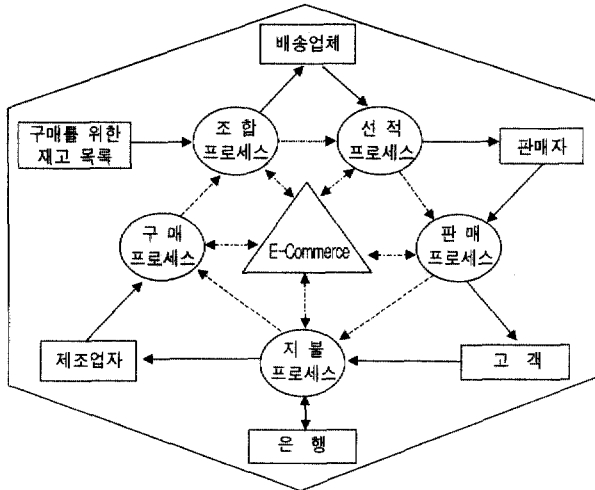 배송업체
구매를 위한
재고 목록
조 합
프로세스
선 적
프로세스
판매자
구 매
프로세스
E-Commerce
판 매
프로세스
제조업자
지 불
프로세스
고 객
은 행